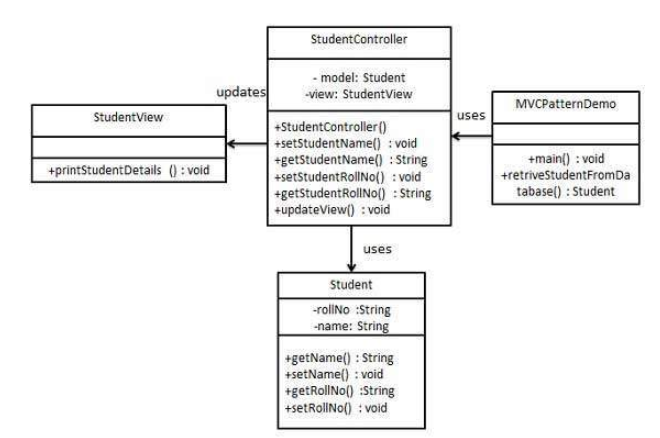 StudentController
- model: Student
-view: StudentView
+StudentController()
+setStudentName() : void
+getStudentName() : String
+setStudentRollNo() : void
+getStudentRollNo() : String
+updateView() : void
updates
StudentView
+printStudentDetails () : void
uses
MVCPatternDemo
+main() : void
+retriveStudentFromDa
tabase() : Student
uses
Student
-rollNo :String
-name: String
+getName() : String
+setName() : void
+getRollNo() :String
+setRollNo() : void